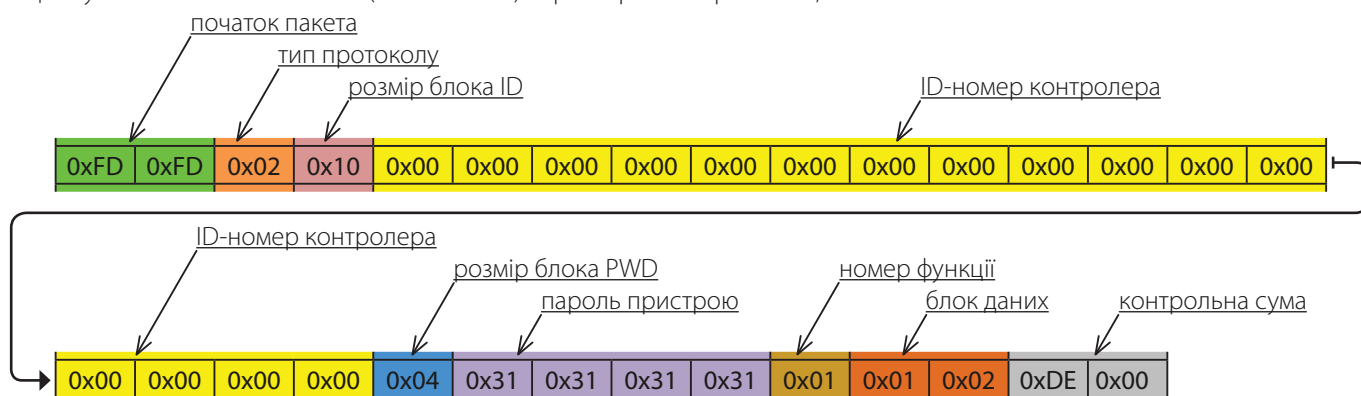 початок пакета
тип протоколу
розмір блока ID
ID-номер контролера
0xFD 0xFD 0x02 0x10 0x00 0x00 0x00 0x00 0x00 0x00 0x00 0x00 0x00 0x00 0x00 0x00
ID-номер контролера
розмір блока PWD
номер функції
пароль пристрою
блок даних
контрольна сума
0x00 0x00 0x00 0x00 0x04 0x31 0x31 0x31 0x31 0x01 0x01 0x02 0xDE 0x00